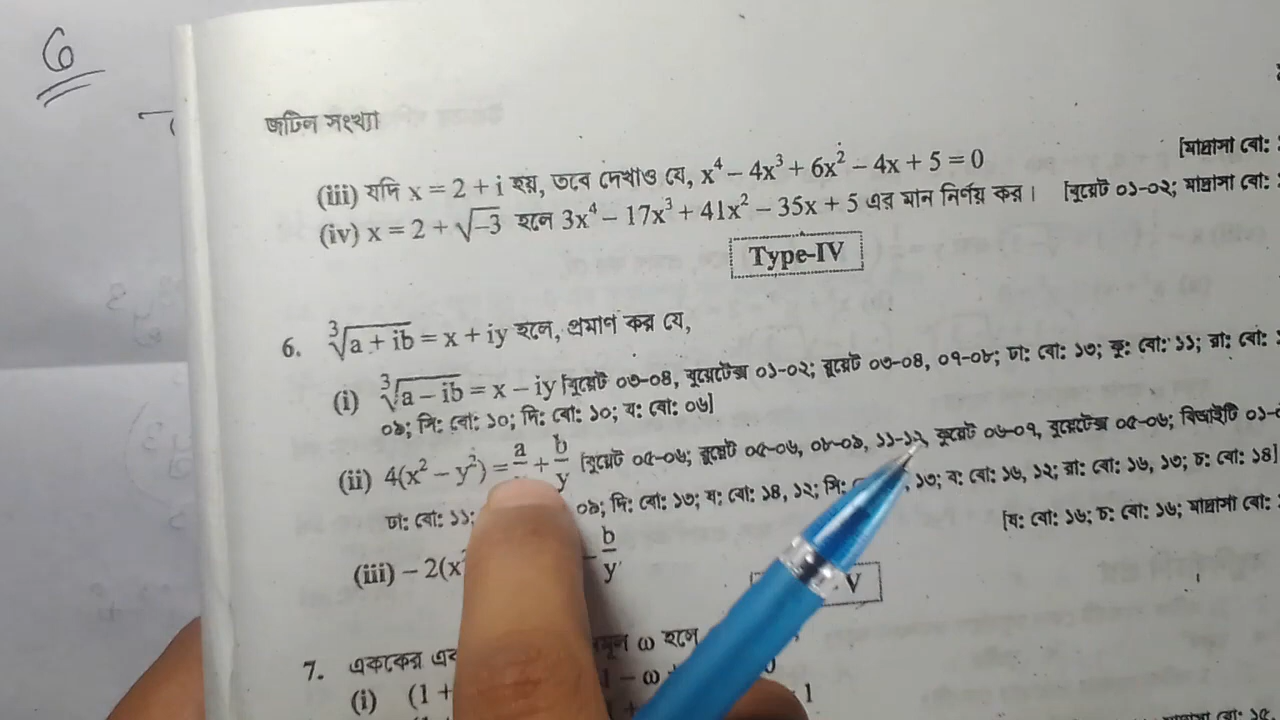 6
জটিল সংখ্যা
(iii) যদি x = 2 + i হয়, তবে দেখাও যে, x⁴ – 4x³ + 6x² – 4x + 5 = 0 [মাদ্রাসা বো:
(iv) x = 2 + √–3 হলে 3x⁴ – 17x³ + 41x² – 35x + 5 এর মান নির্ণয় কর। [বুয়েট ০১-০২; মাদ্রাসা বো:
Type-IV
6. ∛(a + ib) = x + iy হলে, প্রমাণ কর যে,
(i) ∛(a – ib) = x – iy [বুয়েট ০৩-০৪, বুয়েটেক্স ০১-০২; রুয়েট ০৩-০৪, ০৭-০৮; ঢা: বো: ১৩; কু: বো: ১১; রা: বো:
০৯; সি: বো: ১০; দি: বো: ১০; য: বো: ০৬]
(ii) 4(x² – y²) = a + b/y [বুয়েট ০৫-০৬; রুয়েট ০৫-০৬, ০৮-০৯, ১১-১২, কুয়েট ০৬-০৭, বুয়েটেক্স ০৫-০৬; বিআইটি ০১-
ঢা: বো: ১১; ০৯; দি: বো: ১৩; য: বো: ১৪, ১২; সি: ১৩; ব: বো: ১৬, ১২; রা: বো: ১৬, ১৩; চ: বো: ১৪]
(iii) – 2(x² – b/y [য: বো: ১৬; চ: বো: ১৬; মাদ্রাসা বো:
V
7. এককের ω হলে
(i) (1 + 1 – ω 1